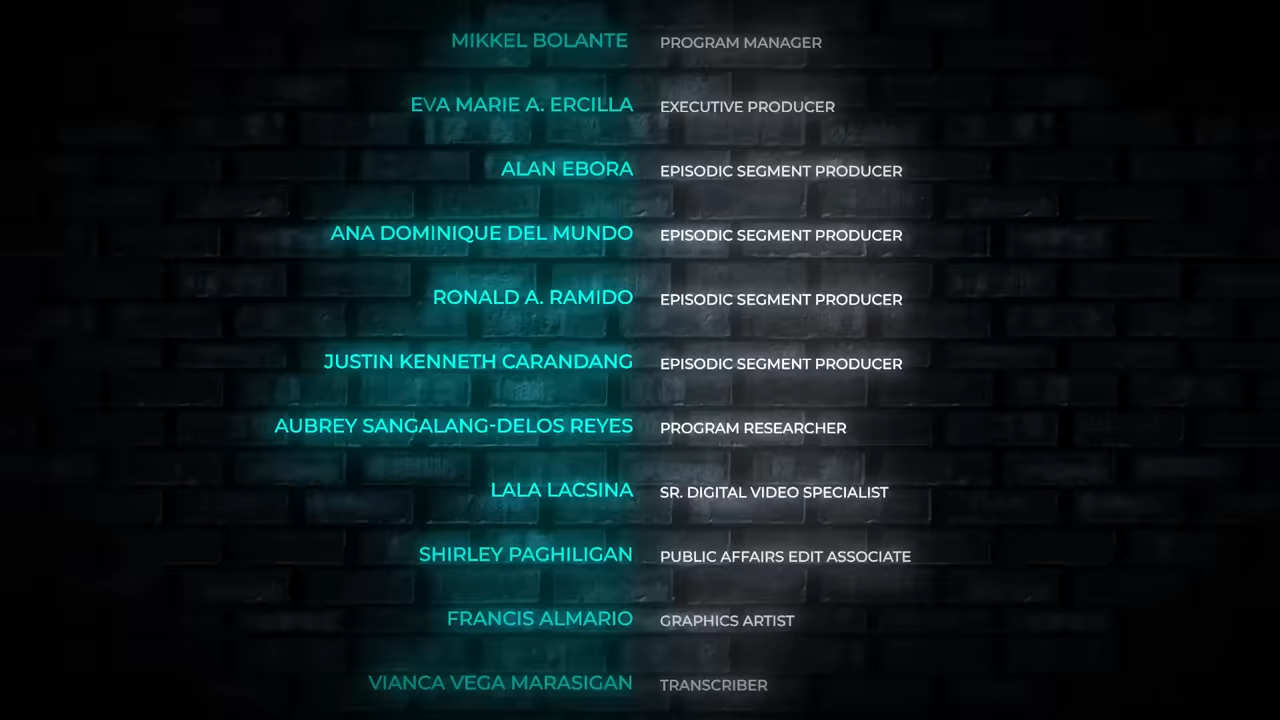 MIKKEL BOLANTE PROGRAM MANAGER
EVA MARIE A. ERCILLA EXECUTIVE PRODUCER
ALAN EBORA EPISODIC SEGMENT PRODUCER
ANA DOMINIQUE DEL MUNDO EPISODIC SEGMENT PRODUCER
RONALD A. RAMIDO EPISODIC SEGMENT PRODUCER
JUSTIN KENNETH CARANDANG EPISODIC SEGMENT PRODUCER
AUBREY SANGALANG-DELOS REYES PROGRAM RESEARCHER
LALA LACSINA SR. DIGITAL VIDEO SPECIALIST
SHIRLEY PAGHILIGAN PUBLIC AFFAIRS EDIT ASSOCIATE
FRANCIS ALMARIO GRAPHICS ARTIST
VIANCA VEGA MARASIGAN TRANSCRIBER